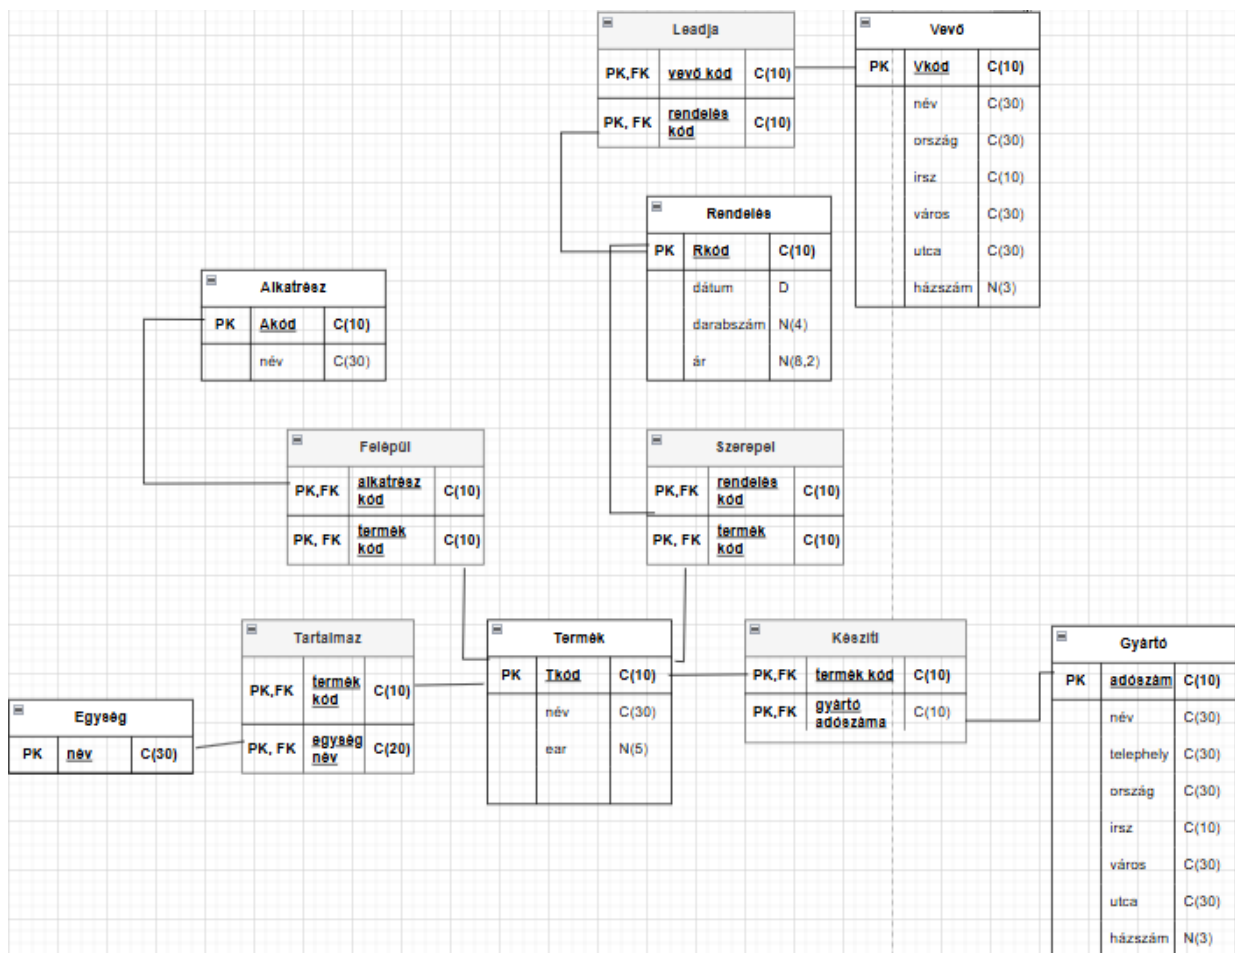 Leadja
PK,FK vevő kód C(10)
PK, FK rendelés kód C(10)
Vevő
PK Vkód C(10)
név C(30)
ország C(30)
irsz C(10)
város C(30)
utca C(30)
házszám N(3)
Rendelés
PK Rkód C(10)
dátum D
darabszám N(4)
ár N(8,2)
Alkatrész
PK Akód C(10)
név C(30)
Felépül
PK,FK alkatrész kód C(10)
PK, FK termék kód C(10)
Szerepel
PK,FK rendelés kód C(10)
PK, FK termék kód C(10)
Tartalmaz
PK,FK termék kód C(10)
PK, FK egység név C(20)
Termék
PK Tkód C(10)
név C(30)
ear N(5)
Készíti
PK,FK termék kód C(10)
PK,FK gyártó adószáma C(10)
Gyártó
PK adószám C(10)
név C(30)
telephely C(30)
ország C(30)
irsz C(10)
város C(30)
utca C(30)
házszám N(3)
Egység
PK név C(30)